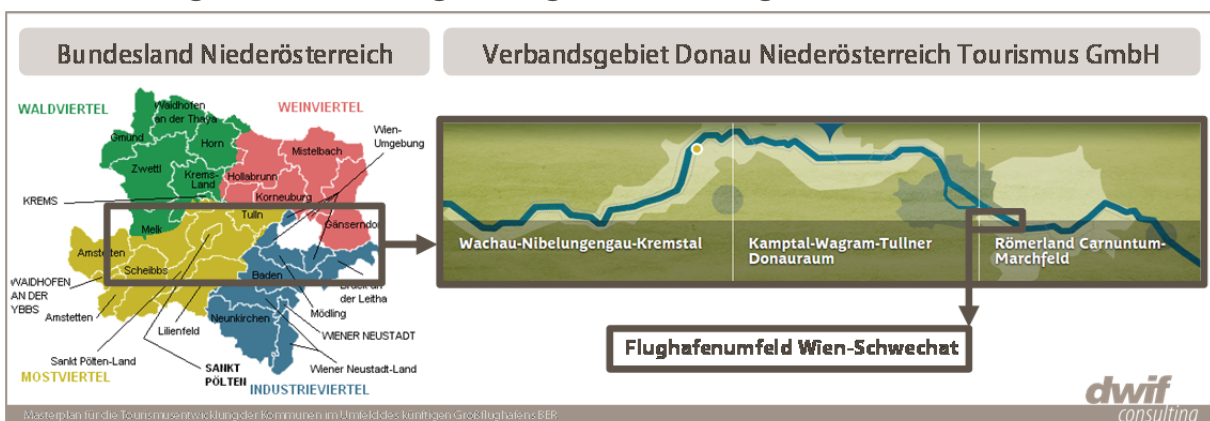 Bundesland Niederösterreich
Verbandsgebiet Donau Niederösterreich Tourismus GmbH
WALDVIERTEL
Waidhofen
an der Thaya
WEINVIERTEL
Wien-
Umgebung
Gmünd
Horn
Mistelbach
Zwettl
Krems-
Land
Hollabrunn
KREMS
Korneuburg
Tulln
Gänserndorf
Melk
Amstetten
Scheibbs
Baden
WAIDHOFEN
AN DER
YBBS
Bruck an
der Leitha
Amstetten
Mödling
Neunkirchen
Lilienfeld
WIENER NEUSTADT
Sankt Pölten-Land
SANKT
PÖLTEN
Wiener Neustadt-Land
MOSTVIERTEL
INDUSTRIEVIERTEL
Wachau-Nibelungengau-Kremstal
Kamptal-Wagram-Tullner
Donauraum
Römerland Carnuntum-
Marchfeld
Flughafenumfeld Wien-Schwechat
Masterplan für die Tourismusentwicklung der Kommunen im Umfeld des künftigen Großflughafens BER
dwif
consulting